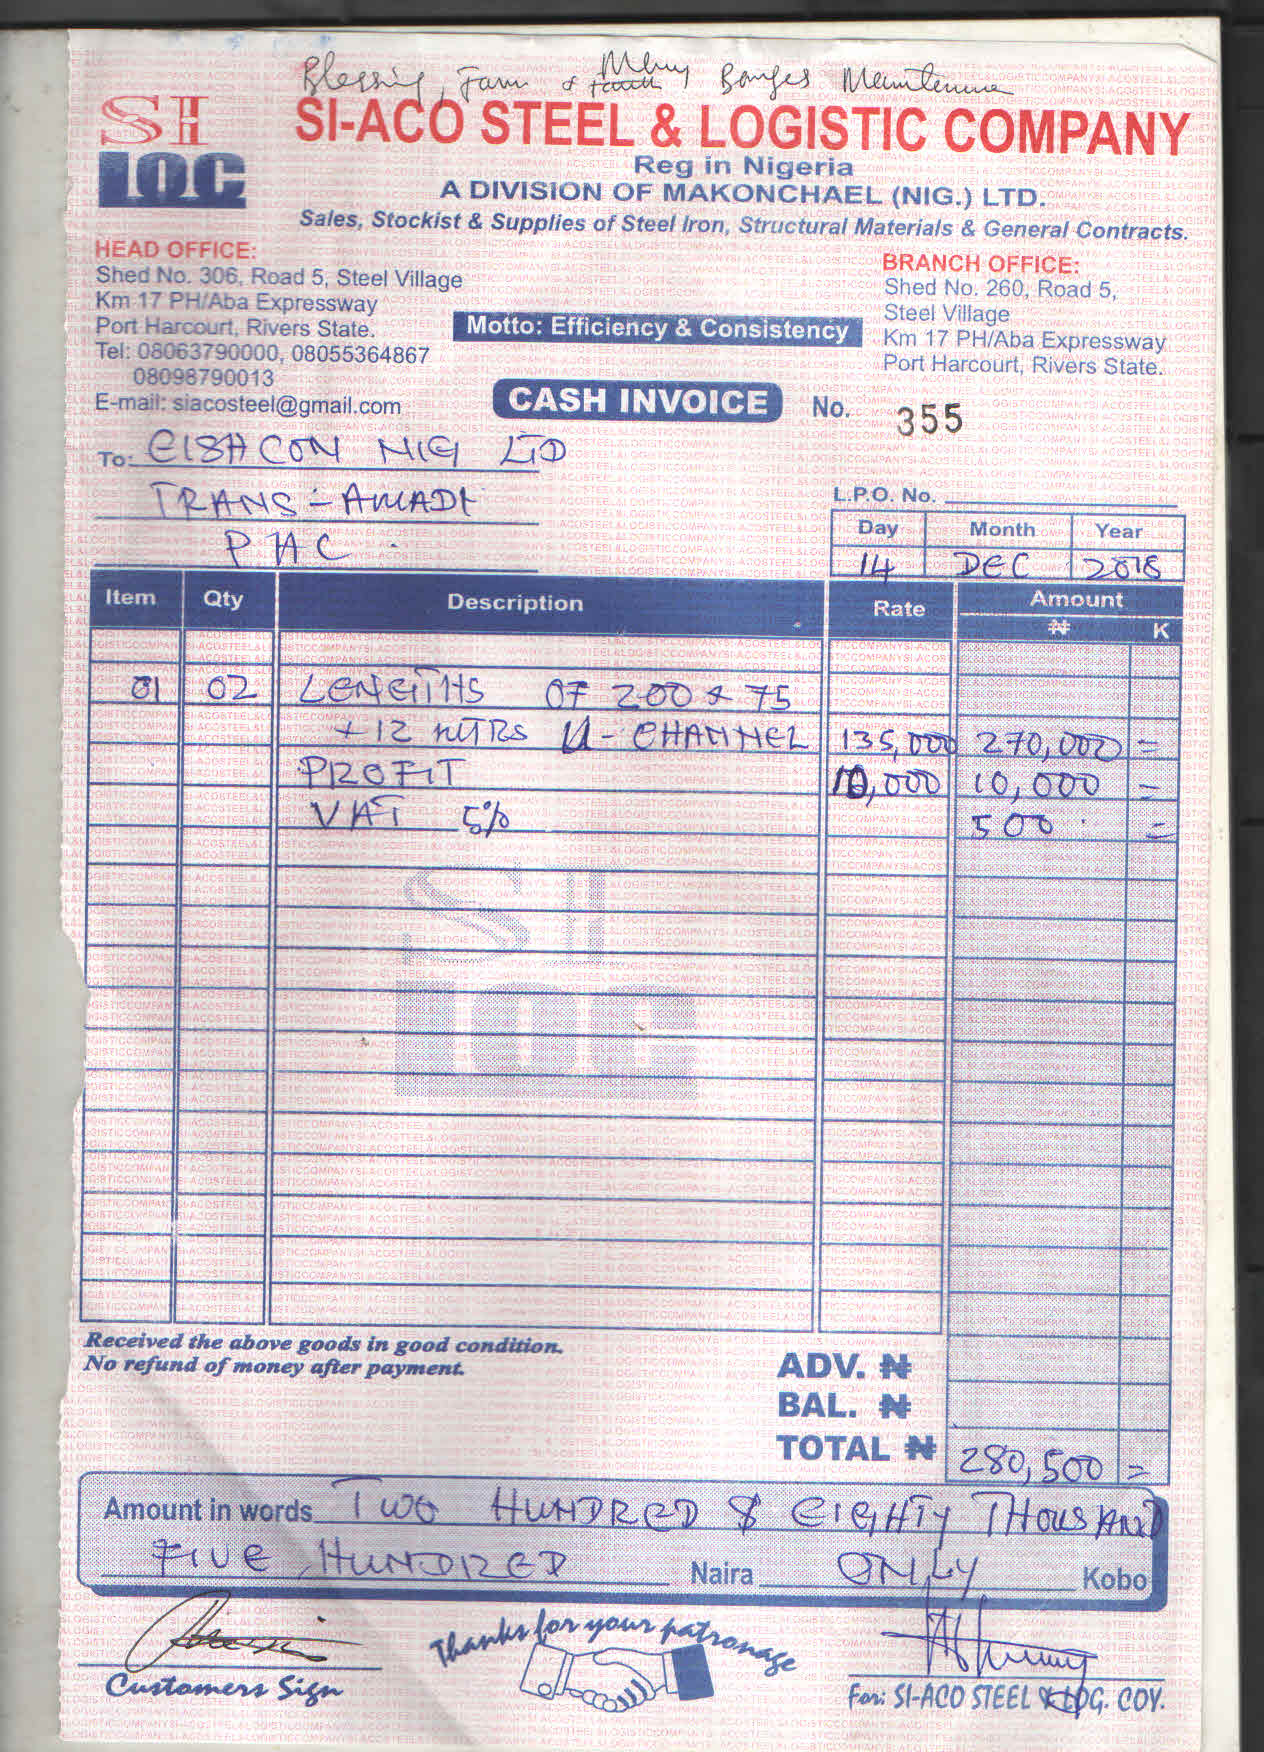 Blessing, Farm & Mbuy Barges Maintenance
SI
IOC
SI-ACO STEEL & LOGISTIC COMPANY
Reg in Nigeria
A DIVISION OF MAKONCHAEL (NIG.) LTD.
Sales, Stockist & Supplies of Steel Iron, Structural Materials & General Contracts.
HEAD OFFICE:
Shed No. 306, Road 5, Steel Village
Km 17 PH/Aba Expressway
Port Harcourt, Rivers State.
Tel: 08063790000, 08055364867
08098790013
E-mail: siacosteel@gmail.com
Motto: Efficiency & Consistency
BRANCH OFFICE:
Shed No. 260, Road 5,
Steel Village
Km 17 PH/Aba Expressway
Port Harcourt, Rivers State.
CASH INVOICE No. 355
To: EISHCON NIG LTD
TRANS-AMADI
PHC.
L.P.O. No.
Day Month Year
14 DEC 2018
Item Qty Description Rate Amount
₦ K
01 02 LENGTHS OF 200 x 75
x 12 MTRS U-CHANNEL 135,000 270,000 =
PROFIT 10,000 10,000 =
VAT 5% 500 =
SI
IOC
Received the above goods in good condition.
No refund of money after payment.
ADV. ₦
BAL. ₦
TOTAL ₦ 280,500 =
Amount in words TWO HUNDRED & EIGHTY THOUSAND
FIVE HUNDRED Naira ONLY Kobo
Thanks for your patronage
Customers Sign
For: SI-ACO STEEL & LOG. COY.